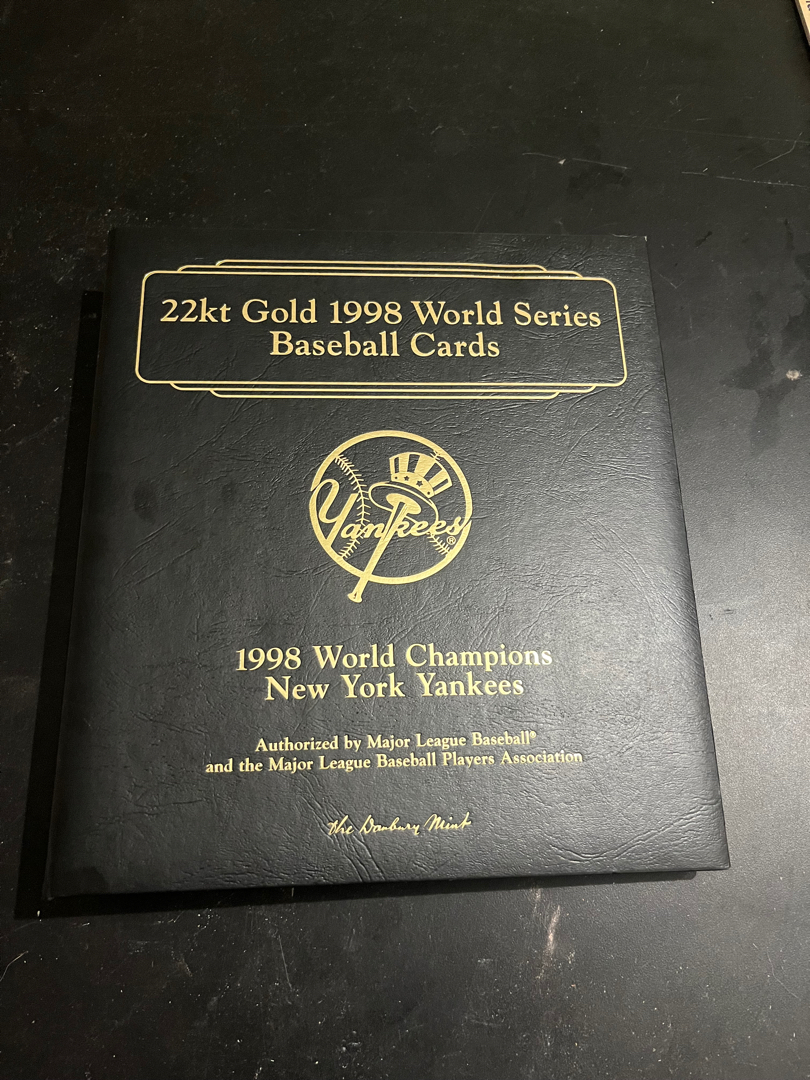 22kt Gold 1998 World Series
Baseball Cards
Yankees®
1998 World Champions
New York Yankees
Authorized by Major League Baseball®
and the Major League Baseball Players Association
The Danbury Mint